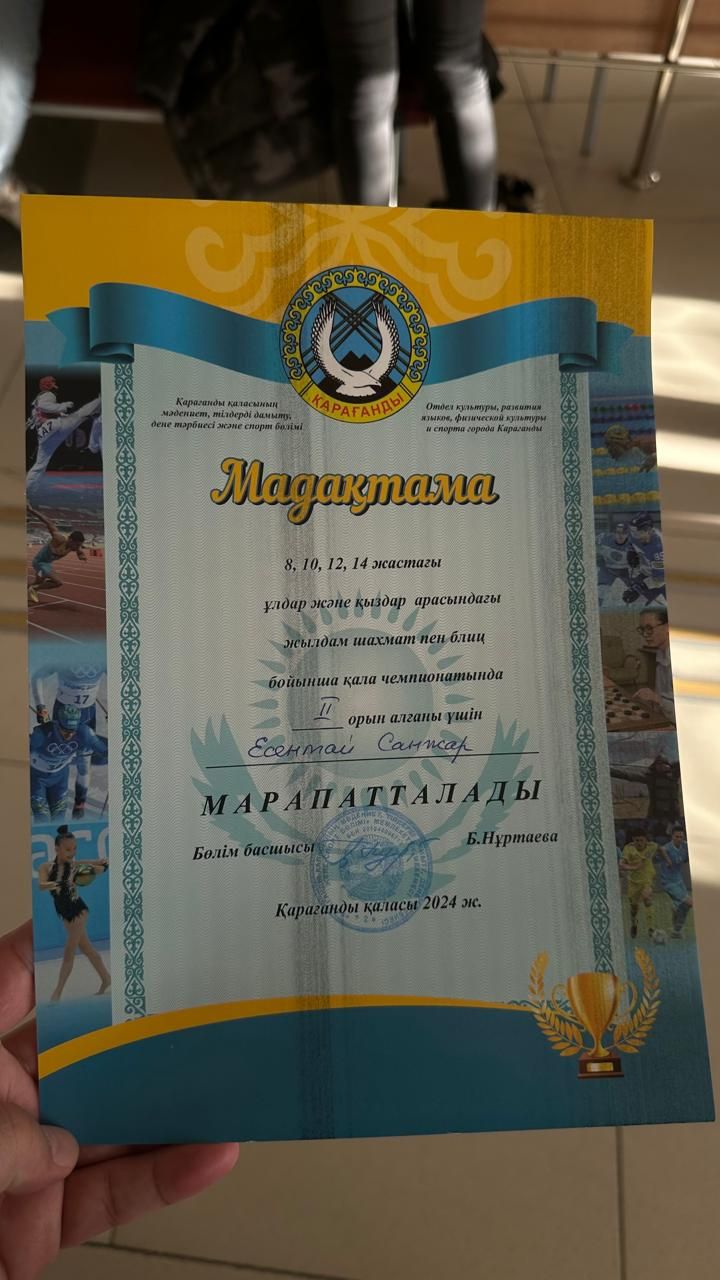 ҚАРАҒАНДЫ
Қарағанды қаласының
мәдениет, тілдерді дамыту,
дене тәрбиесі және спорт бөлімі
Отдел культуры, развития
языков, физической культуры
и спорта города Караганды
Мадақтама
8, 10, 12, 14 жастағы
ұлдар және қыздар арасындағы
жылдам шахмат пен блиц
бойынша қала чемпионатында
II орын алғаны үшін
Есентай Санжар
МАРАПАТТАЛАДЫ
Бөлім басшысы
Б.Нұртаева
Қарағанды қаласы 2024 ж.
17